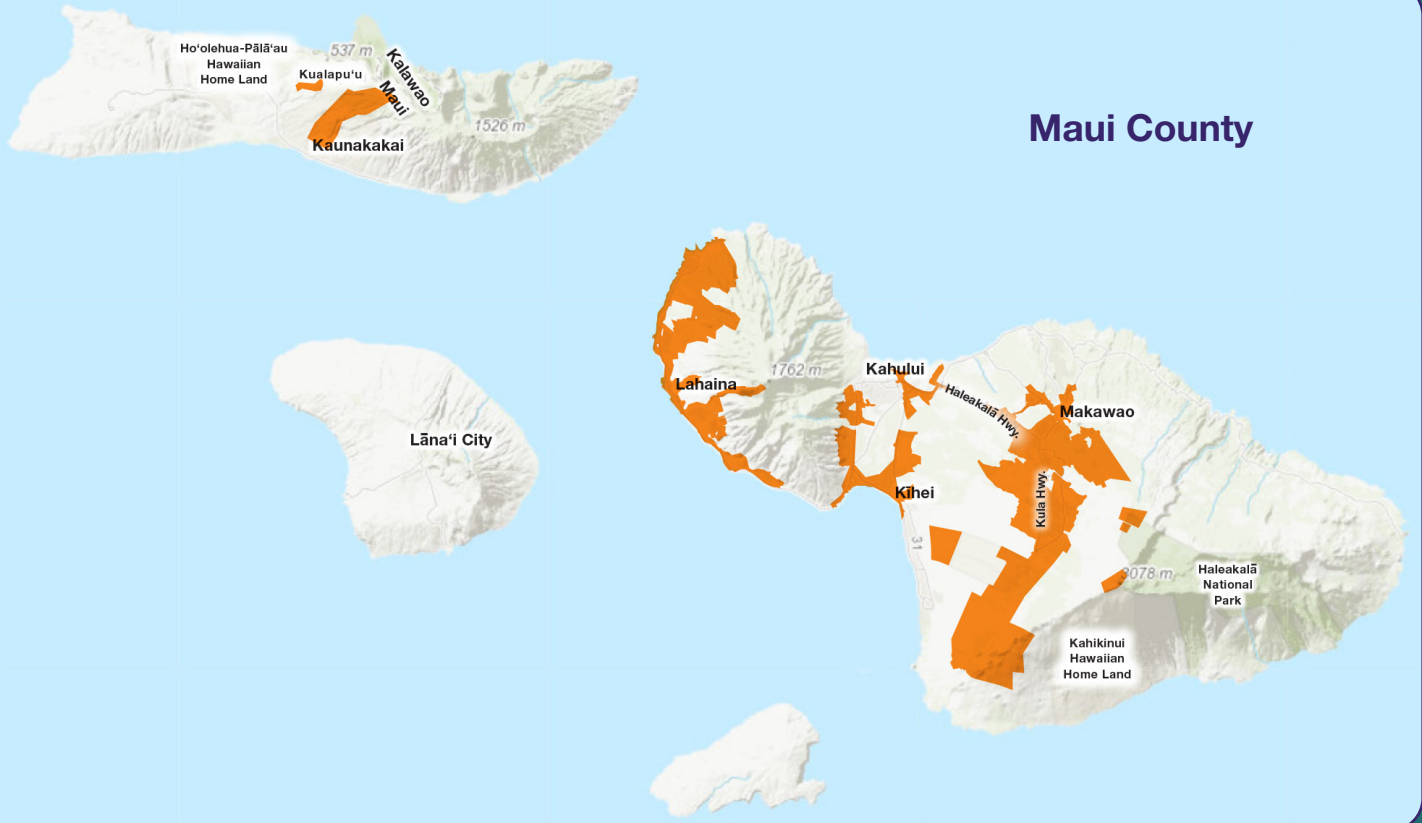 Maui County
Hoʻolehua-Pālāʻau
Hawaiian
Home Land
537 m
Kualapuʻu
Kalawao
Maui
1526 m
Kaunakakai
Lahaina
1762 m
Kahului
Haleakalā Hwy.
Makawao
Lānaʻi City
Kīhei
Kula Hwy.
31
3078 m
Haleakalā
National
Park
Kahikinui
Hawaiian
Home Land